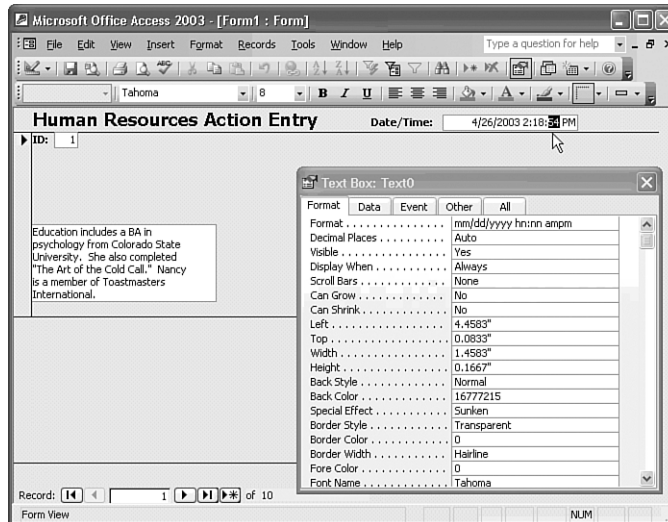 Microsoft Office Access 2003 - [Form1 : Form]
File Edit View Insert Format Records Tools Window Help
Type a question for help
Tahoma 8 B I U A
Human Resources Action Entry
Date/Time: 4/26/2003 2:18:54 PM
ID: 1
Education includes a BA in
psychology from Colorado State
University. She also completed
"The Art of the Cold Call." Nancy
is a member of Toastmasters
International.
Text Box: Text0
Format Data Event Other All
Format . . . . . . . . . . . . . . . mm/dd/yyyy hn:nn ampm
Decimal Places . . . . . . . . . . Auto
Visible . . . . . . . . . . . . . . . . Yes
Display When . . . . . . . . . . . Always
Scroll Bars . . . . . . . . . . . . . None
Can Grow . . . . . . . . . . . . . . No
Can Shrink . . . . . . . . . . . . . No
Left . . . . . . . . . . . . . . . . . . 4.4583"
Top . . . . . . . . . . . . . . . . . . 0.0833"
Width . . . . . . . . . . . . . . . . 1.4583"
Height . . . . . . . . . . . . . . . . 0.1667"
Back Style . . . . . . . . . . . . . Normal
Back Color . . . . . . . . . . . . . 16777215
Special Effect . . . . . . . . . . . Sunken
Border Style . . . . . . . . . . . . Transparent
Border Color . . . . . . . . . . . . 0
Border Width . . . . . . . . . . . Hairline
Fore Color . . . . . . . . . . . . . 0
Font Name . . . . . . . . . . . . . Tahoma
Record: 1 of 10
Form View NUM